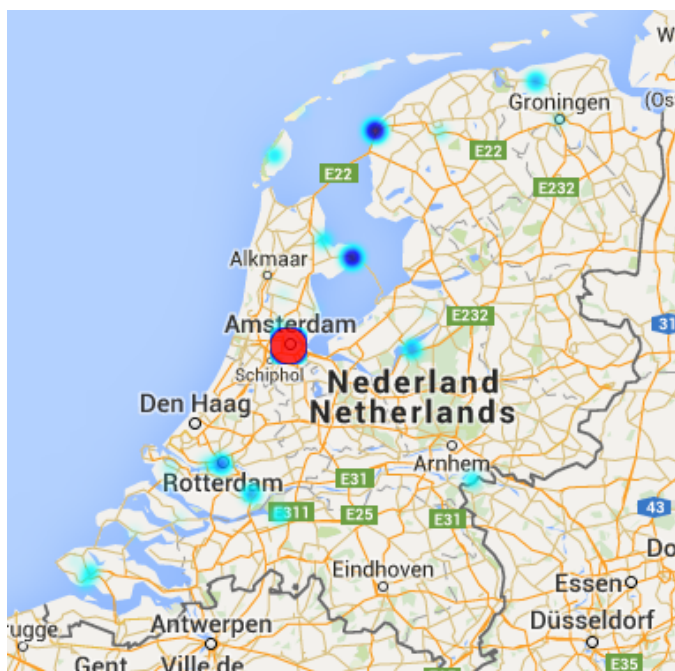 W
Groningen
(Os
E22
E22
E232
Alkmaar
E232
Amsterdam
31
Schiphol
Nederland
Netherlands
Den Haag
Arnhem
Rotterdam
E31
43
E311
E25
E31
Do
Eindhoven
Essen
rugge
Antwerpen
Düsseldorf
Gent
Ville de
E35